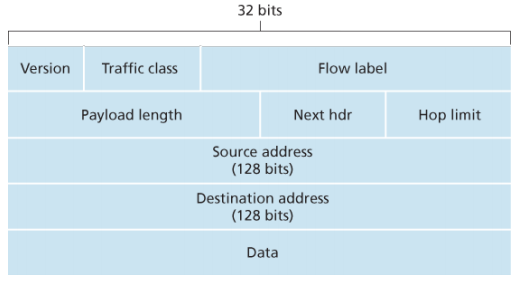 32 bits
Version Traffic class Flow label
Payload length Next hdr Hop limit
Source address
(128 bits)
Destination address
(128 bits)
Data